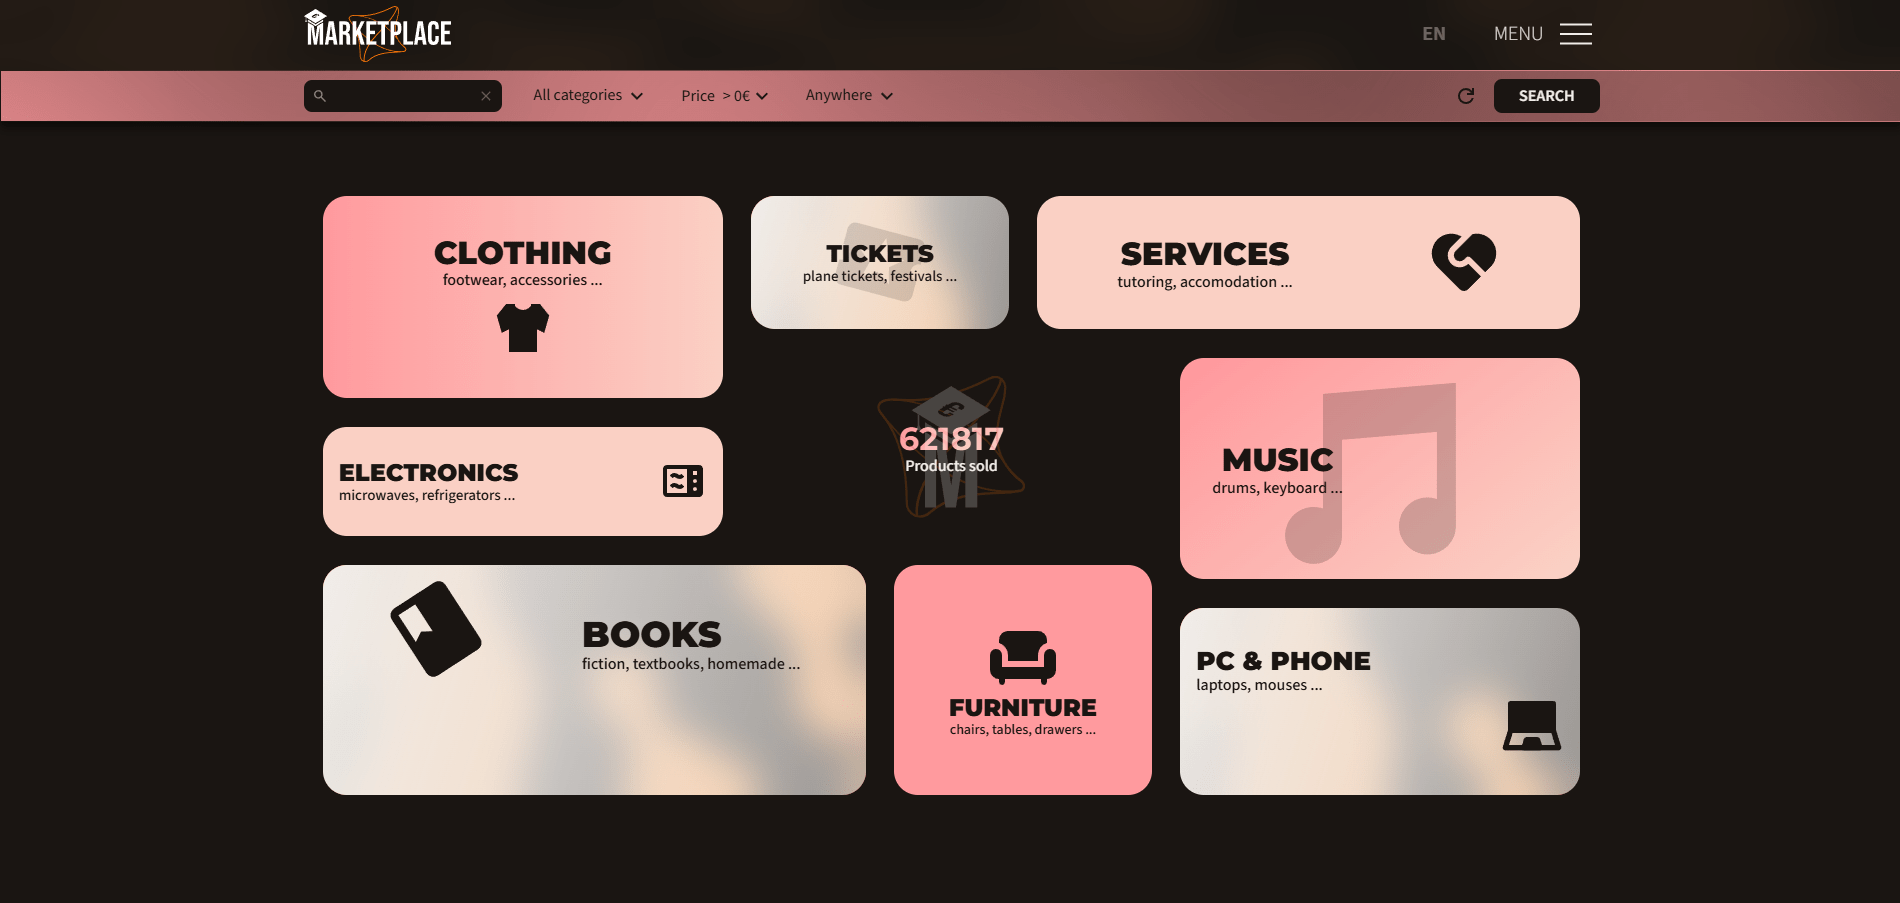 MARKETPLACE
EN
MENU
All categories
Price > 0€
Anywhere
SEARCH
CLOTHING
footwear, accessories ...
TICKETS
plane tickets, festivals ...
SERVICES
tutoring, accomodation ...
ELECTRONICS
microwaves, refrigerators ...
€
621817
Products sold
M
MUSIC
drums, keyboard ...
BOOKS
fiction, textbooks, homemade ...
FURNITURE
chairs, tables, drawers ...
PC & PHONE
laptops, mouses ...